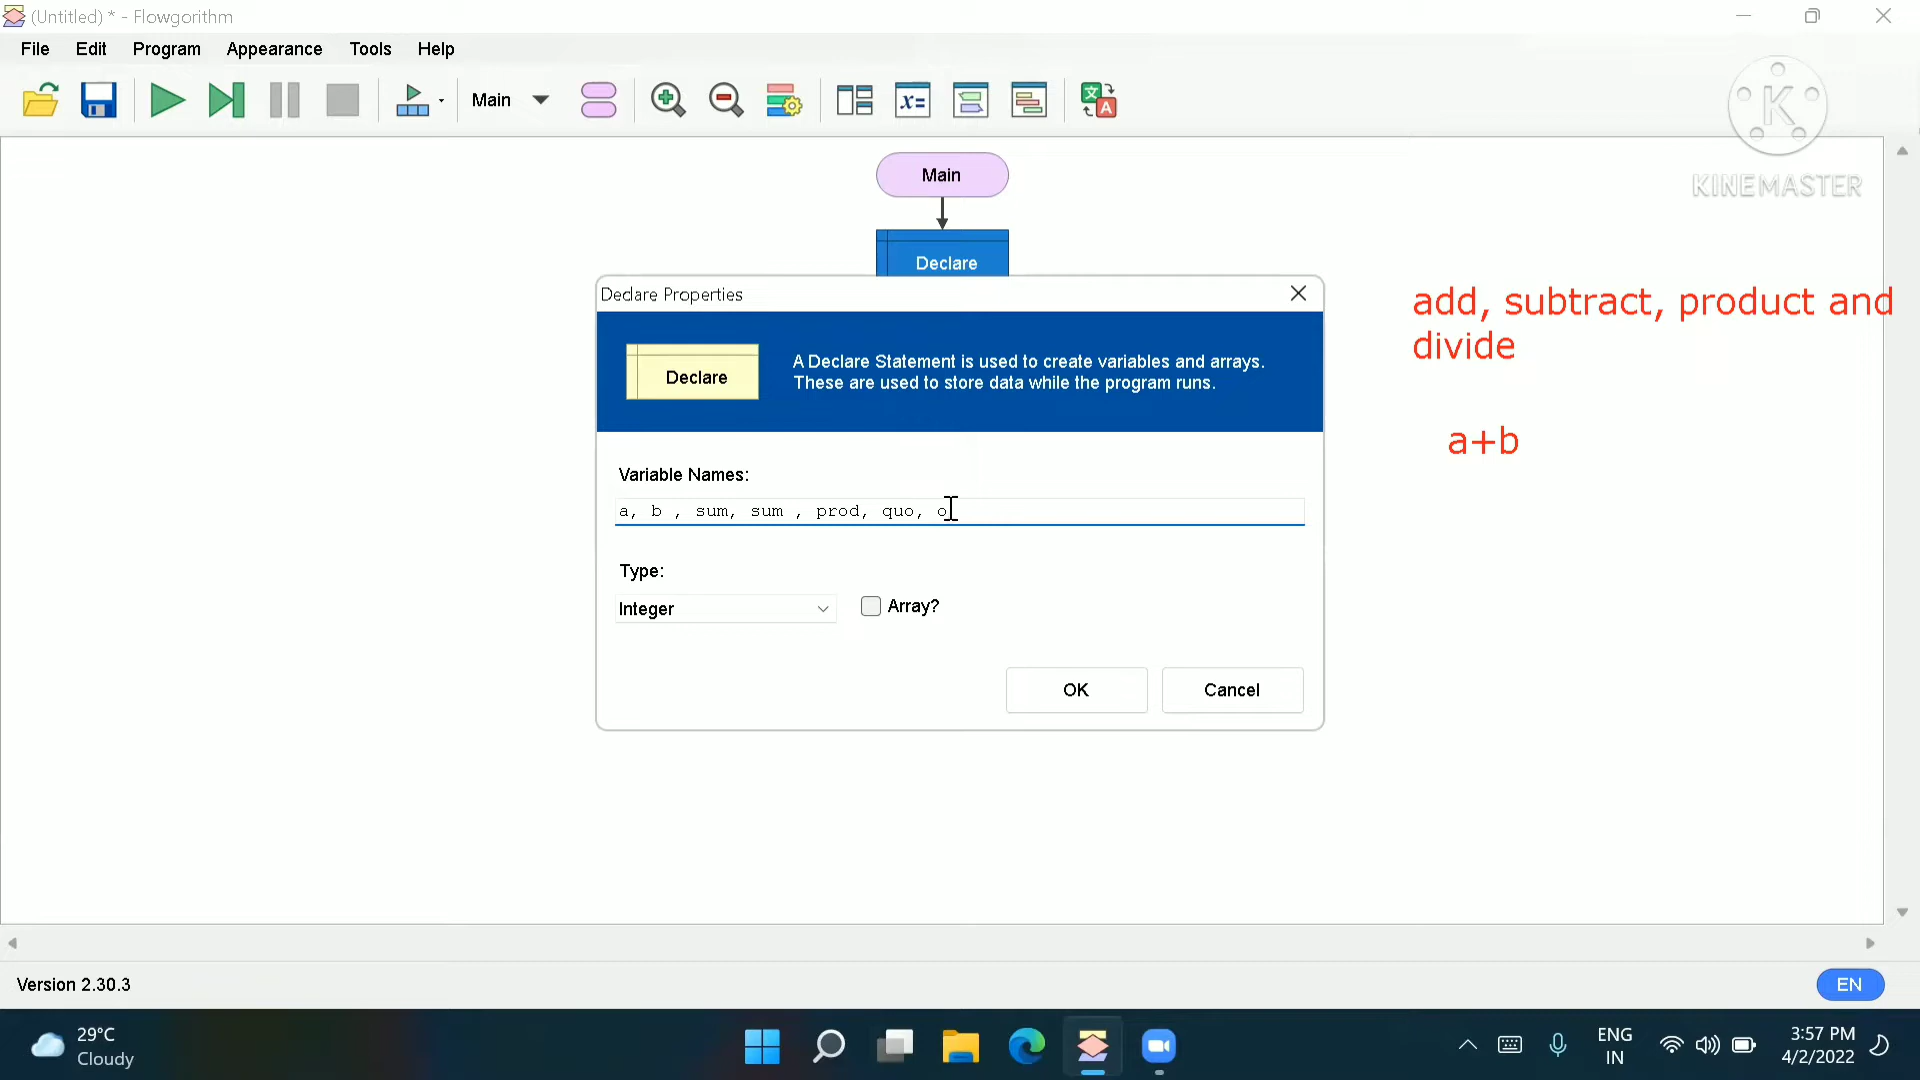 (Untitled) * - Flowgorithm
File Edit Program Appearance Tools Help
Main
x=
文
A
K
KINEMASTER
Main
Declare
Declare Properties
Declare
A Declare Statement is used to create variables and arrays.
These are used to store data while the program runs.
Variable Names:
a, b , sum, sum , prod, quo, o
Type:
Integer
Array?
OK Cancel
add, subtract, product and
divide
a+b
Version 2.30.3
EN
29°C
Cloudy
ENG
IN
3:57 PM
4/2/2022